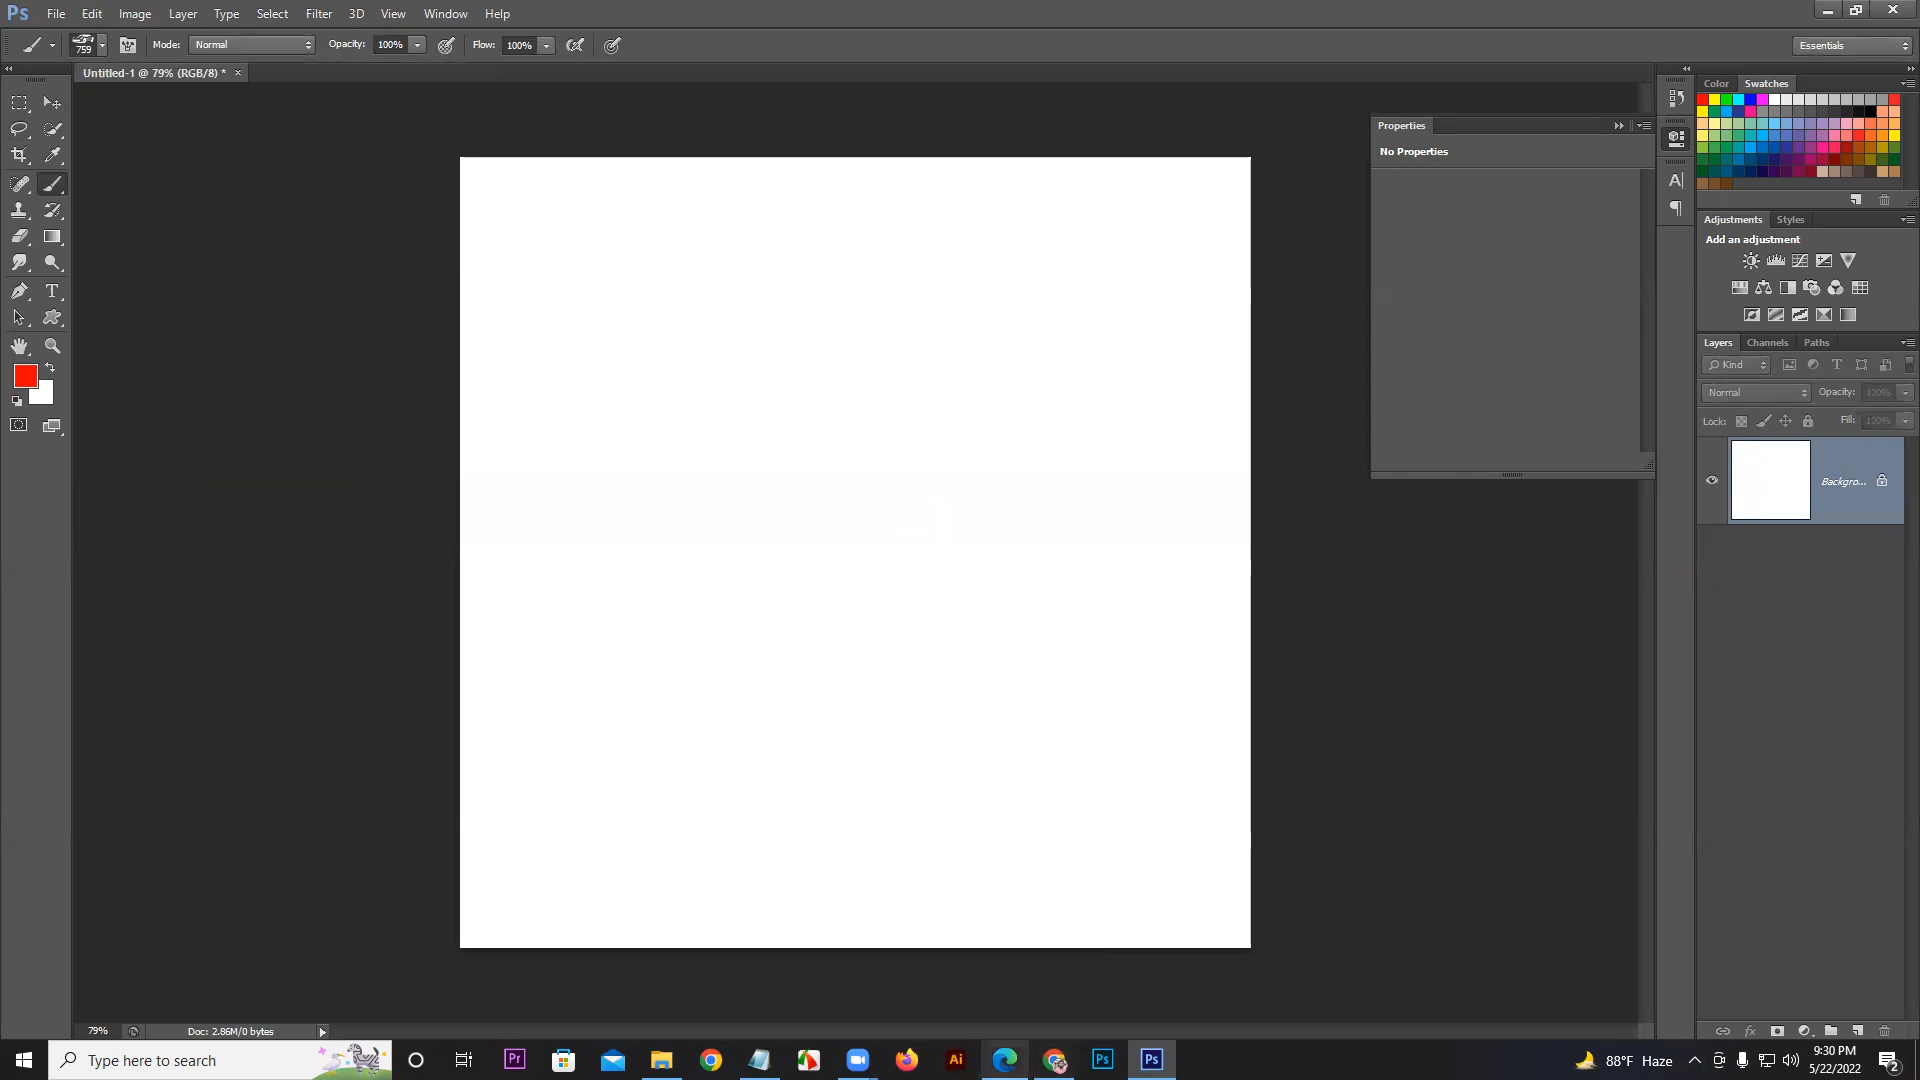 Ps File Edit Image Layer Type Select Filter 3D View Window Help
759 Mode: Normal Opacity: 100% Flow: 100% Essentials
Untitled-1 @ 79% (RGB/8) * ×
Color Swatches
Properties
No Properties
Adjustments Styles
Add an adjustment
Layers Channels Paths
Kind
Normal Opacity: 100%
Lock: Fill: 100%
Backgro...
79% Doc: 2.86M/0 bytes
Type here to search
Pr Ai Ps Ps
88°F Haze
9:30 PM
5/22/2022
2